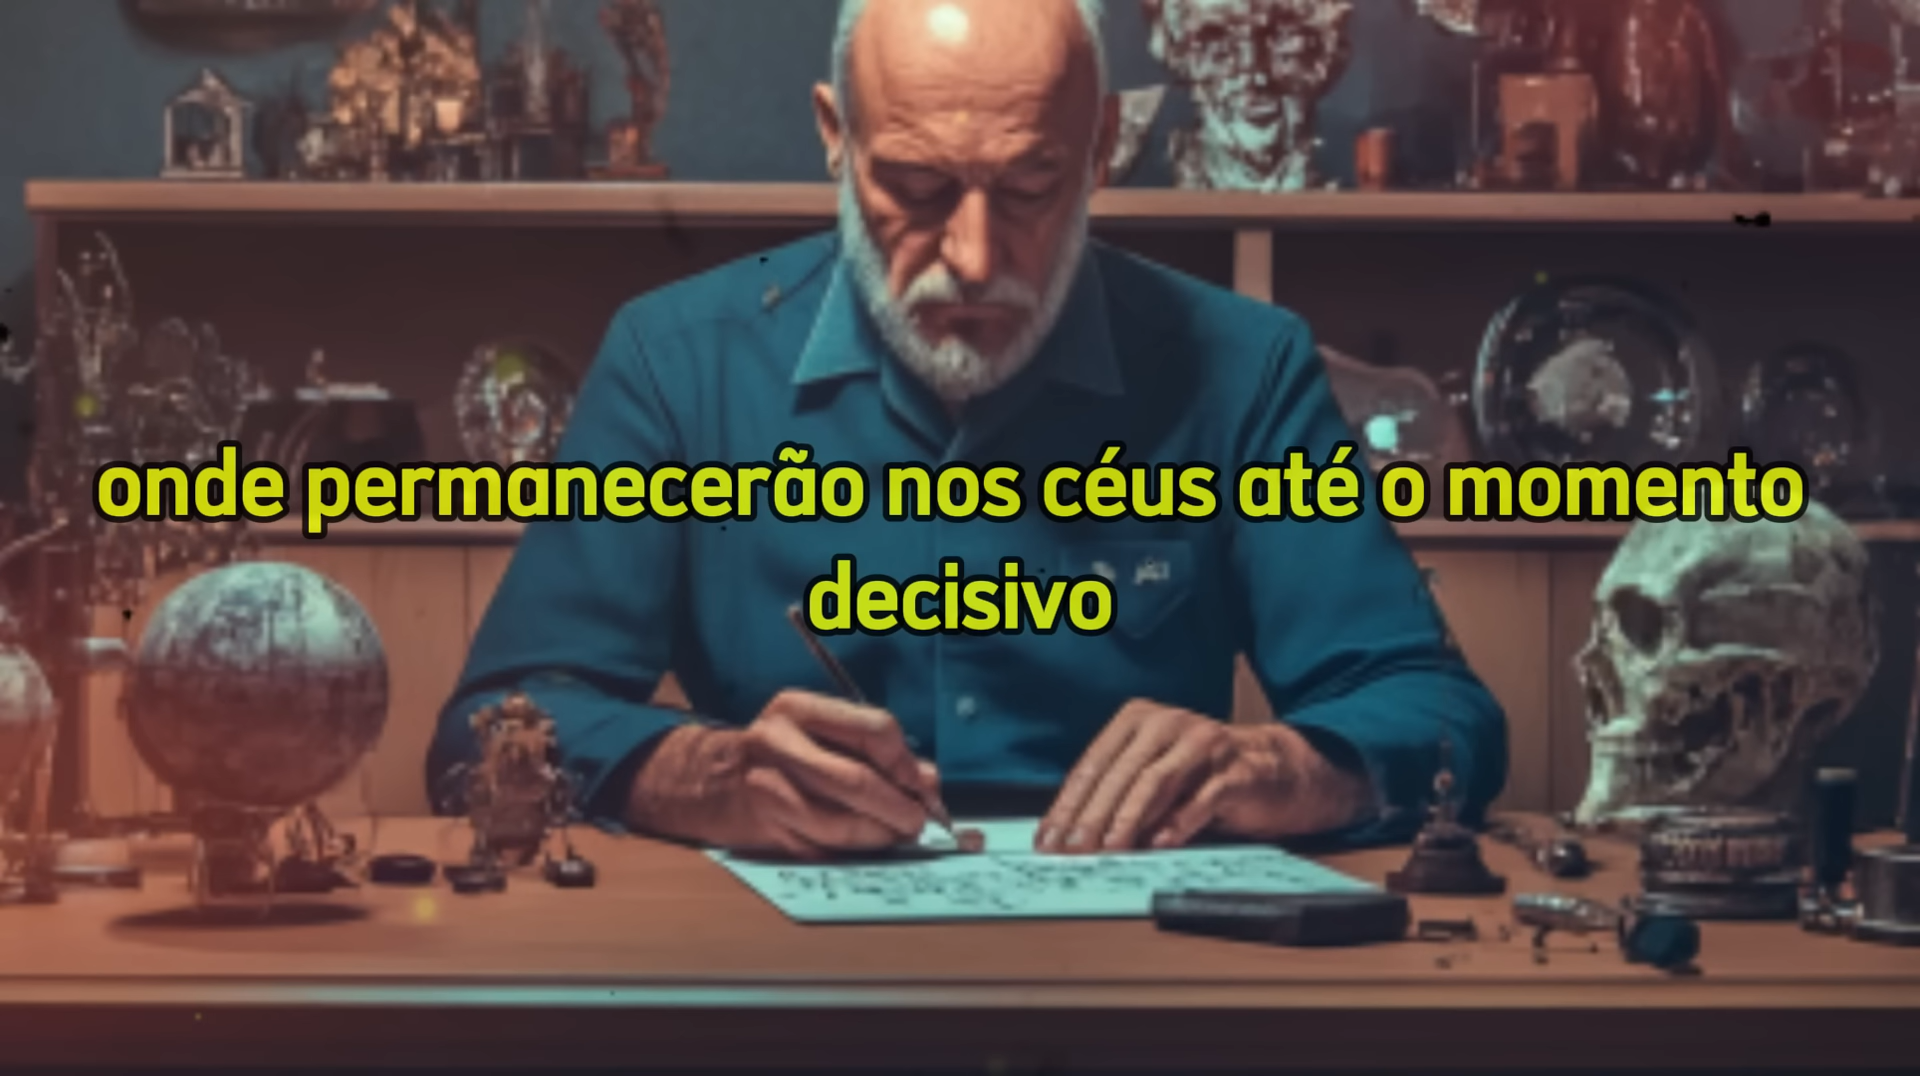 onde permanecerão nos céus até o momento
decisivo